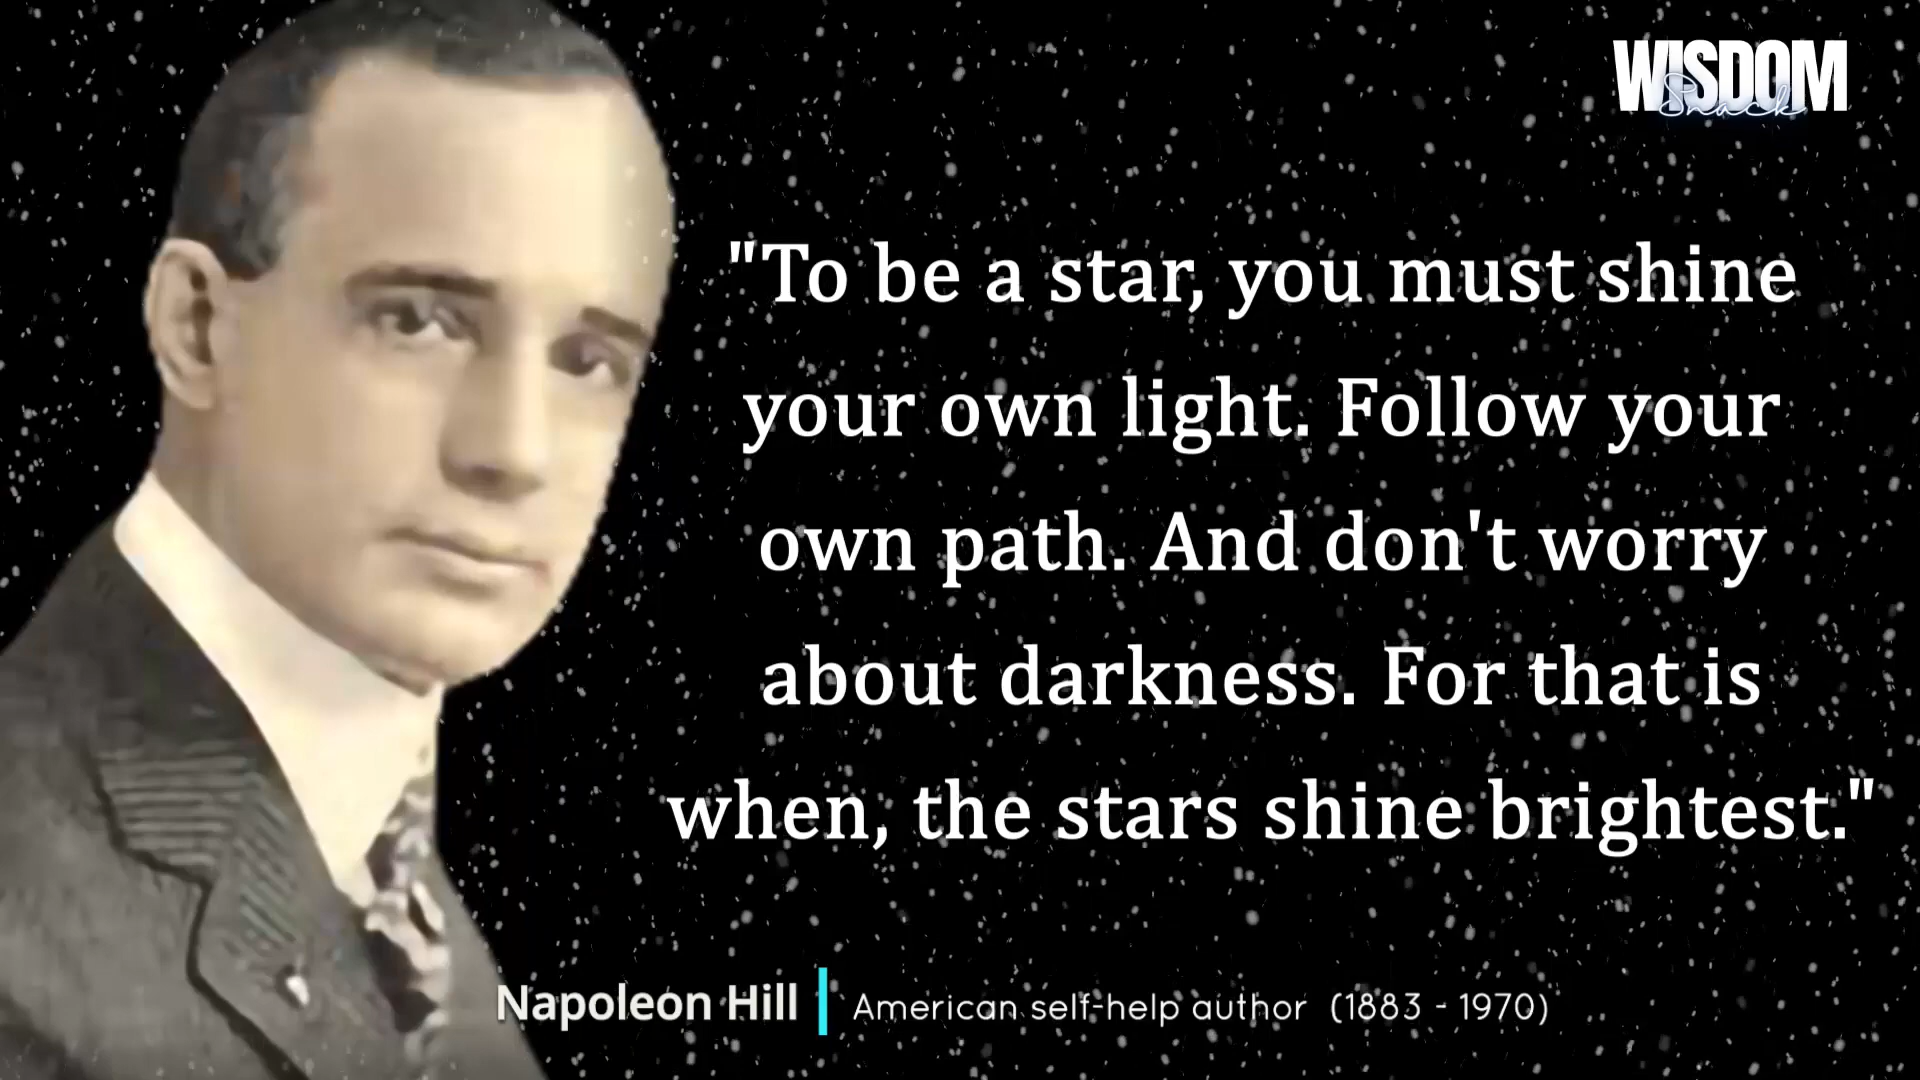 WISDOM
Snack
"To be a star, you must shine
your own light. Follow your
own path. And don't worry
about darkness. For that is
when, the stars shine brightest."
Napoleon Hill | American self-help author (1883 - 1970)